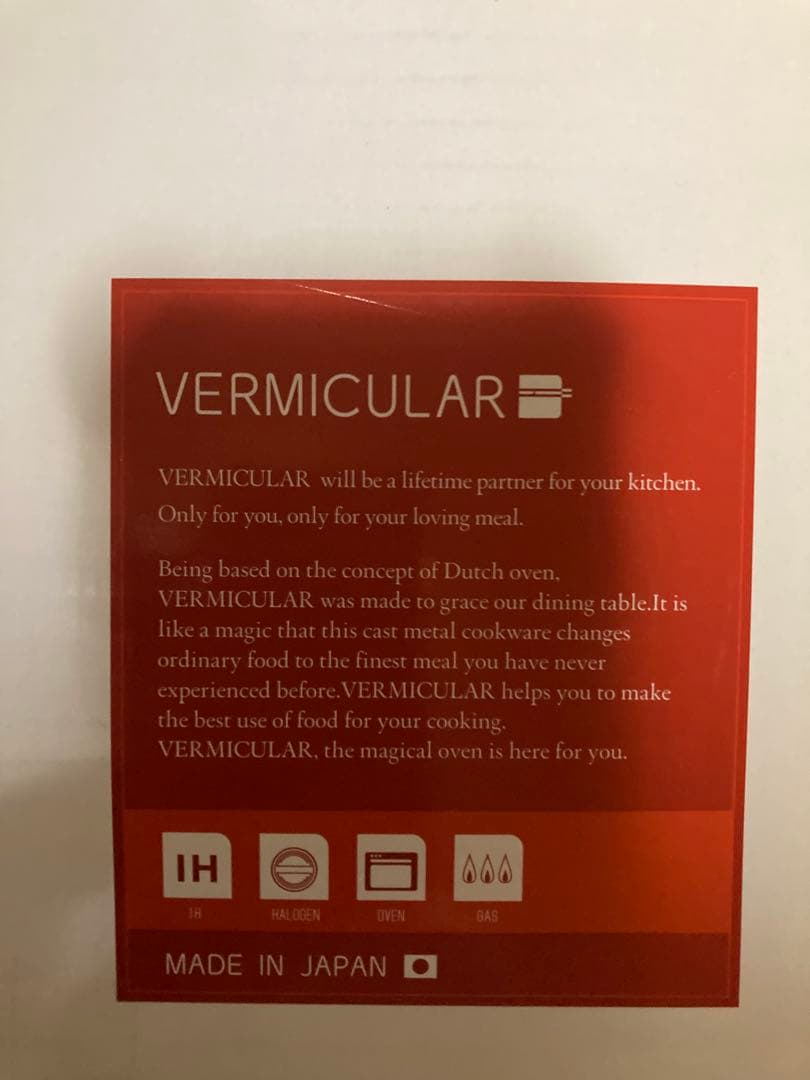 VERMICULAR
VERMICULAR will be a lifetime partner for your kitchen.
Only for you, only for your loving meal.
Being based on the concept of Dutch oven,
VERMICULAR was made to grace our dining table.It is
like a magic that this cast metal cookware changes
ordinary food to the finest meal you have never
experienced before.VERMICULAR helps you to make
the best use of food for your cooking.
VERMICULAR, the magical oven is here for you.
IH
IH HALOGEN OVEN GAS
MADE IN JAPAN